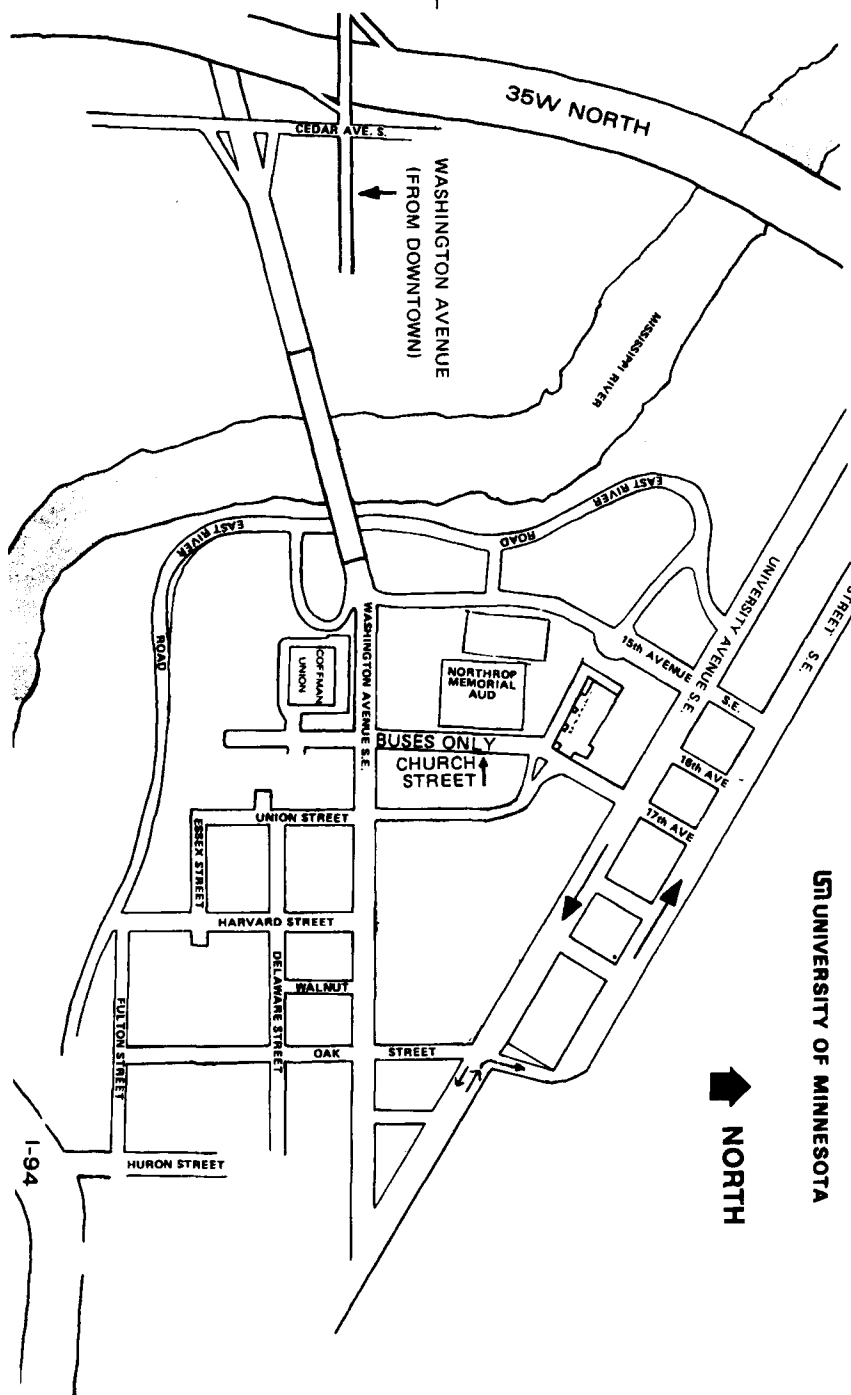 35W NORTH
CEDAR AVE. S.
WASHINGTON AVENUE
(FROM DOWNTOWN)
MISSISSIPPI RIVER
EAST RIVER
ROAD
EAST RIVER
ROAD
UNIVERSITY AVENUE S.E.
STREET S.E.
15th AVENUE S.E.
16th AVE
17th AVE
WASHINGTON AVENUE S.E.
COFFMAN
UNION
NORTHROP
MEMORIAL
AUD
BUSES ONLY
CHURCH
STREET
UNION STREET
ESSEX STREET
HARVARD STREET
DELAWARE STREET
WALNUT
OAK STREET
FULTON STREET
HURON STREET
I-94
UNIVERSITY OF MINNESOTA
NORTH